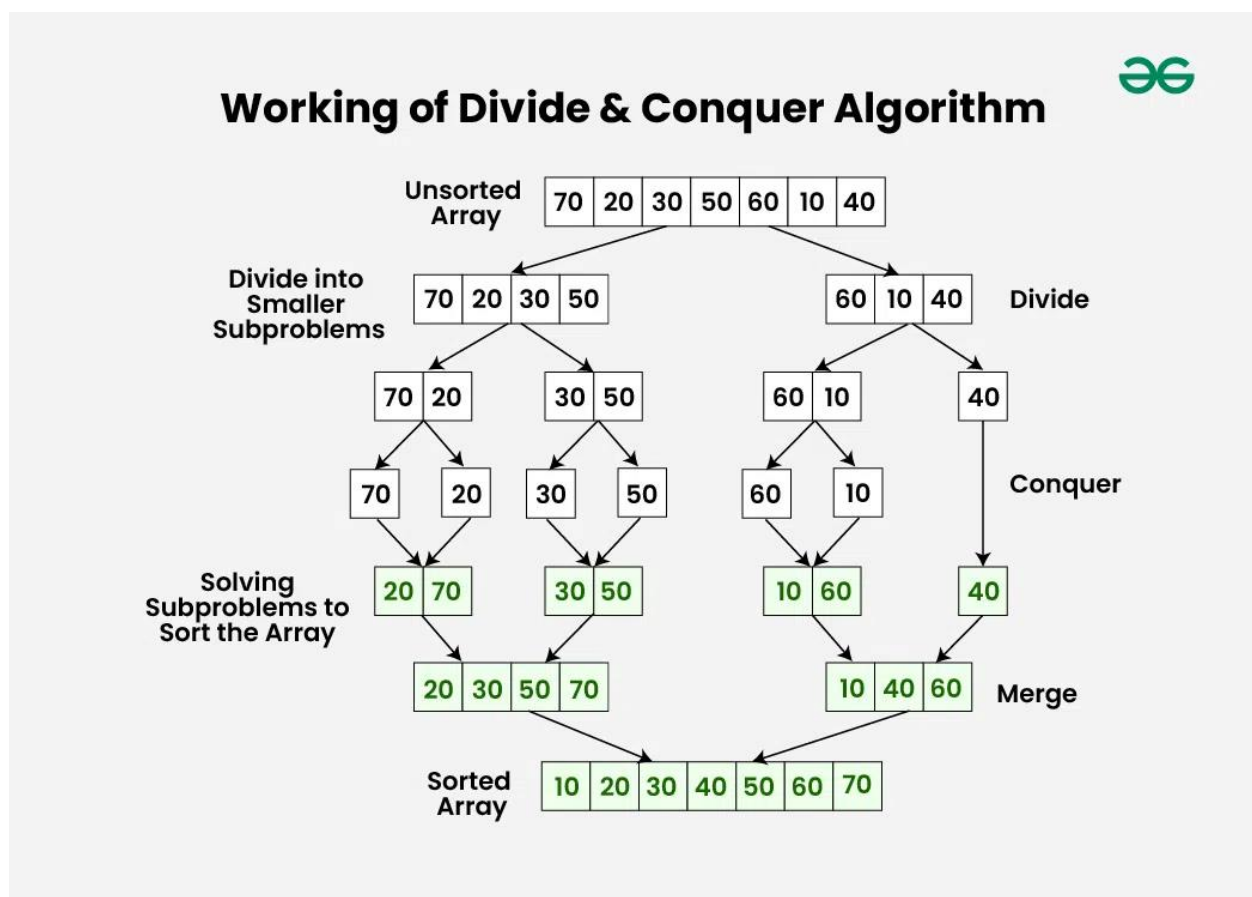 Working of Divide & Conquer Algorithm
Unsorted
Array
70 20 30 50 60 10 40
Divide into
Smaller
Subproblems
70 20 30 50
60 10 40
Divide
70 20
30 50
60 10
40
70
20
30
50
60
10
Conquer
Solving
Subproblems to
Sort the Array
20 70
30 50
10 60
40
20 30 50 70
10 40 60
Merge
Sorted
Array
10 20 30 40 50 60 70